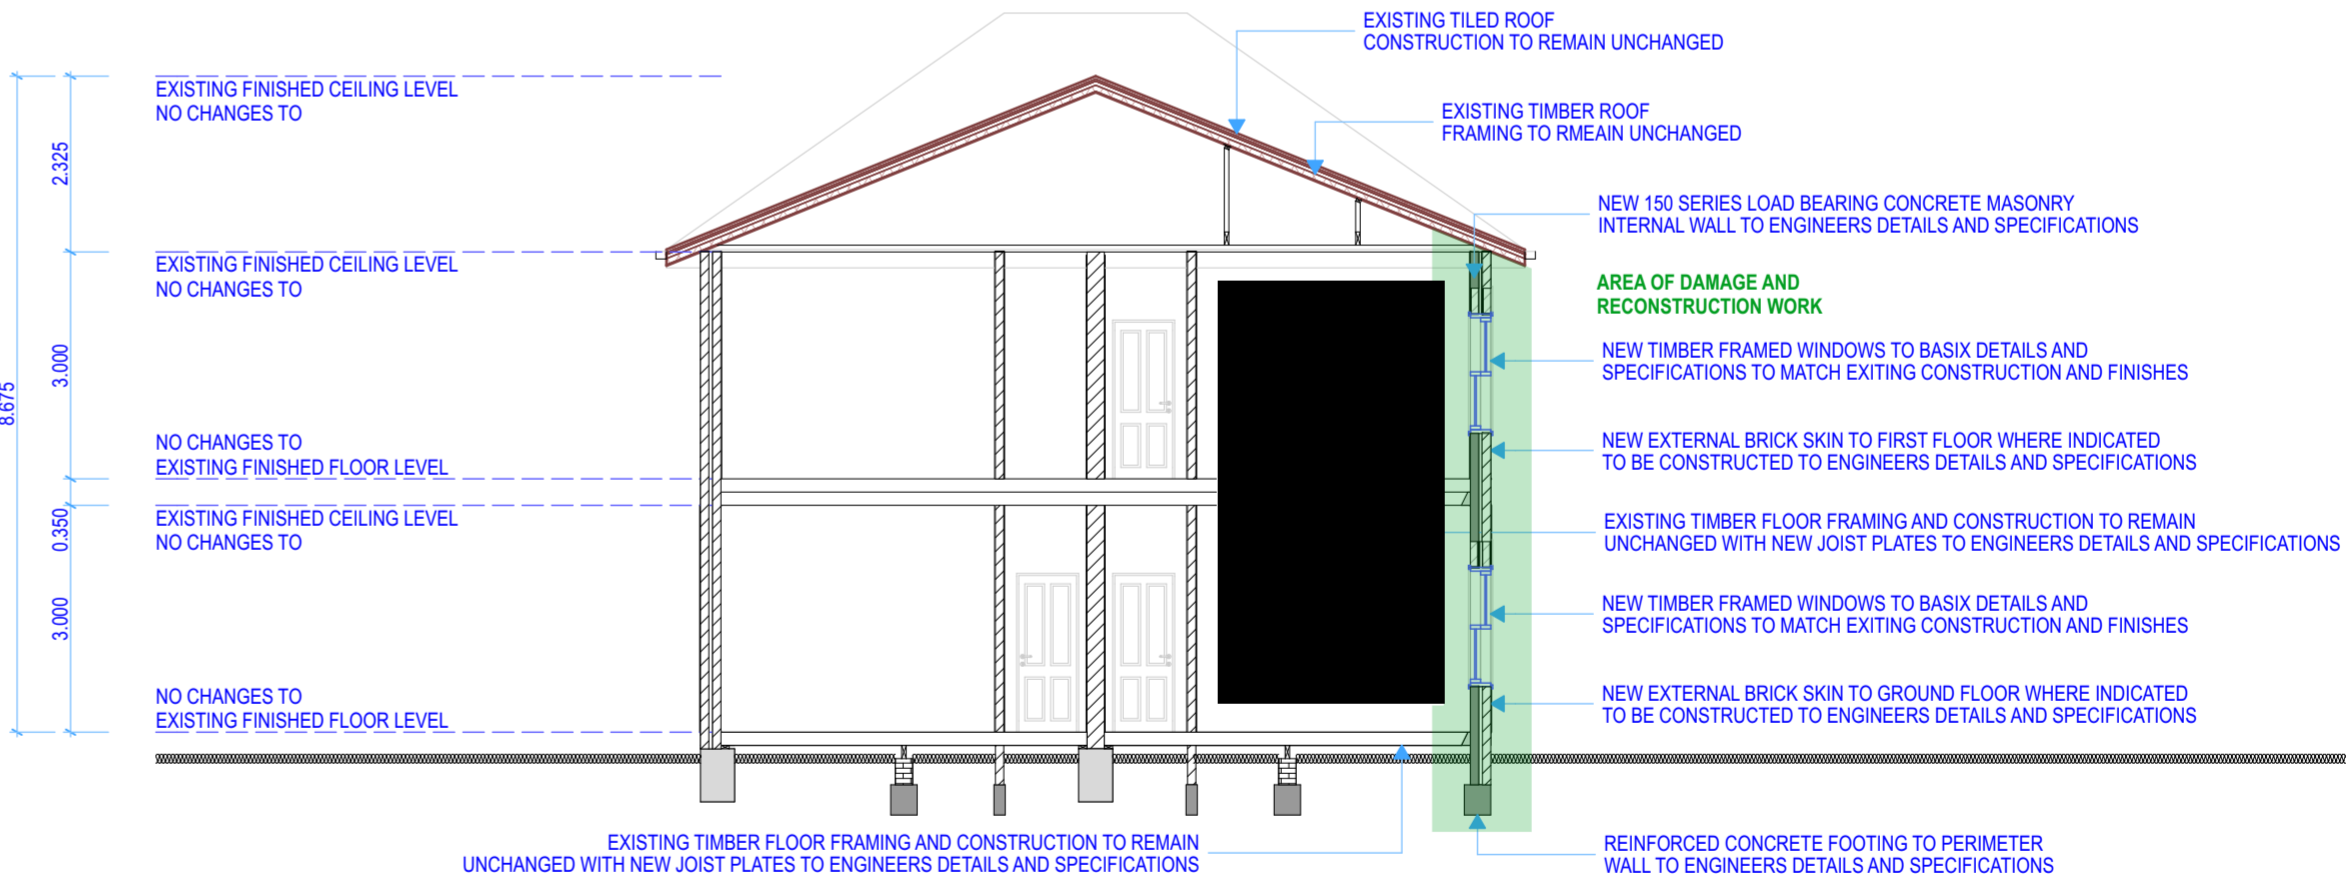 EXISTING TILED ROOF
CONSTRUCTION TO REMAIN UNCHANGED
EXISTING FINISHED CEILING LEVEL
NO CHANGES TO
EXISTING TIMBER ROOF
FRAMING TO RMEAIN UNCHANGED
2.325
NEW 150 SERIES LOAD BEARING CONCRETE MASONRY
INTERNAL WALL TO ENGINEERS DETAILS AND SPECIFICATIONS
EXISTING FINISHED CEILING LEVEL
NO CHANGES TO
AREA OF DAMAGE AND
RECONSTRUCTION WORK
3.000
8.675
NEW TIMBER FRAMED WINDOWS TO BASIX DETAILS AND
SPECIFICATIONS TO MATCH EXITING CONSTRUCTION AND FINISHES
NO CHANGES TO
EXISTING FINISHED FLOOR LEVEL
NEW EXTERNAL BRICK SKIN TO FIRST FLOOR WHERE INDICATED
TO BE CONSTRUCTED TO ENGINEERS DETAILS AND SPECIFICATIONS
0.350
EXISTING FINISHED CEILING LEVEL
NO CHANGES TO
EXISTING TIMBER FLOOR FRAMING AND CONSTRUCTION TO REMAIN
UNCHANGED WITH NEW JOIST PLATES TO ENGINEERS DETAILS AND SPECIFICATIONS
3.000
NEW TIMBER FRAMED WINDOWS TO BASIX DETAILS AND
SPECIFICATIONS TO MATCH EXITING CONSTRUCTION AND FINISHES
NO CHANGES TO
EXISTING FINISHED FLOOR LEVEL
NEW EXTERNAL BRICK SKIN TO GROUND FLOOR WHERE INDICATED
TO BE CONSTRUCTED TO ENGINEERS DETAILS AND SPECIFICATIONS
EXISTING TIMBER FLOOR FRAMING AND CONSTRUCTION TO REMAIN
UNCHANGED WITH NEW JOIST PLATES TO ENGINEERS DETAILS AND SPECIFICATIONS
REINFORCED CONCRETE FOOTING TO PERIMETER
WALL TO ENGINEERS DETAILS AND SPECIFICATIONS